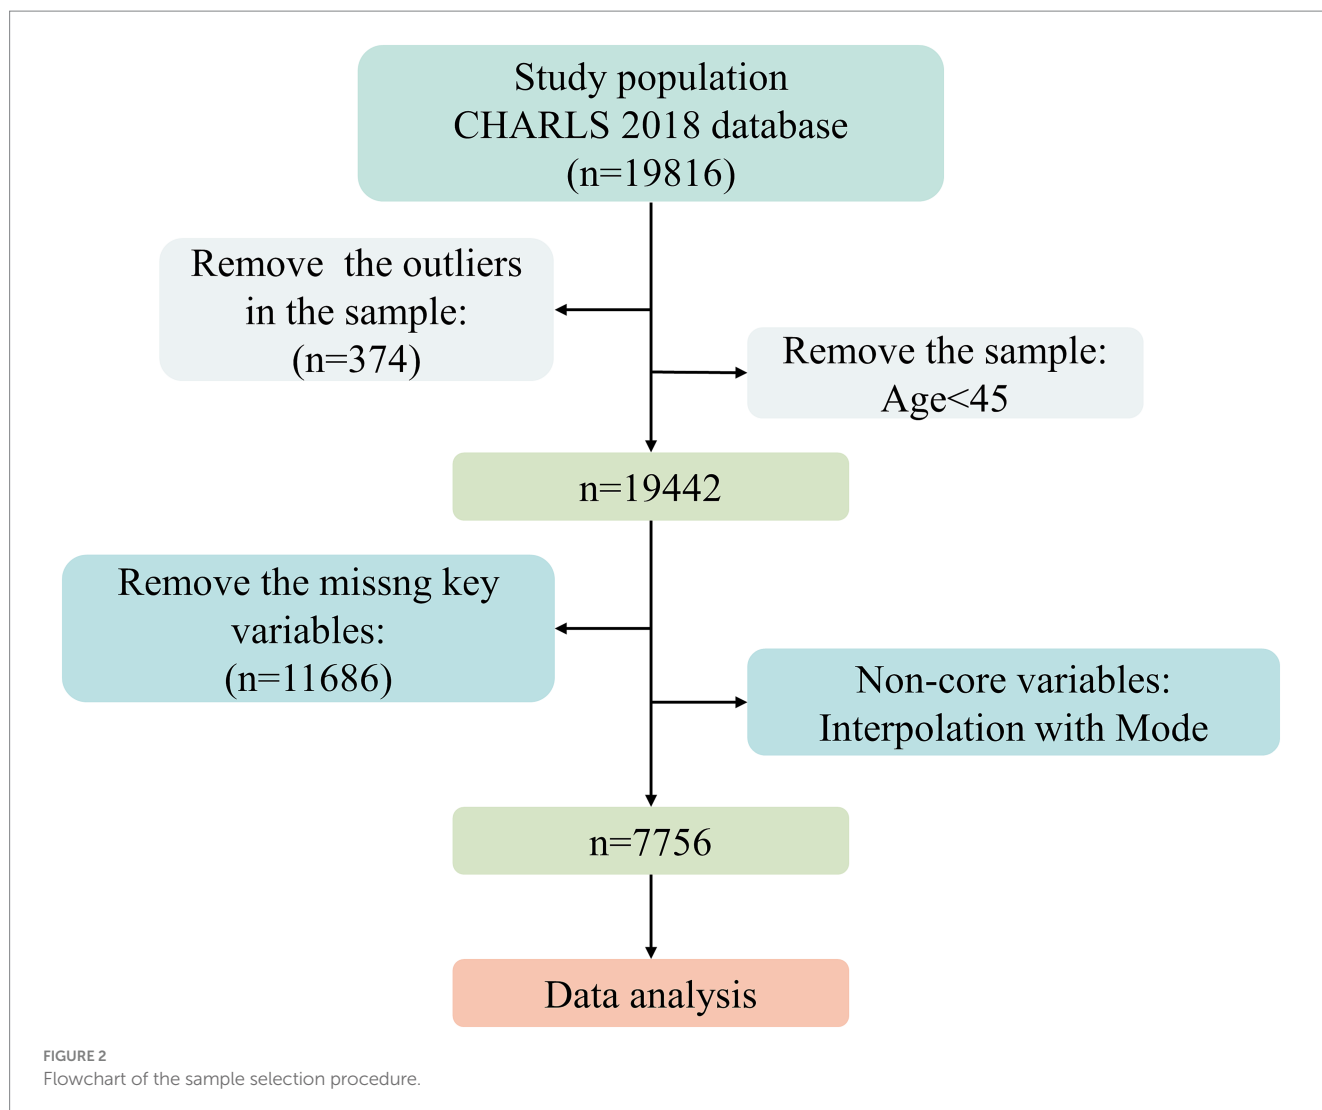 Study population
CHARLS 2018 database
(n=19816)
Remove  the outliers
in the sample:
(n=374)
Remove the sample:
Age<45
n=19442
Remove the missng key
variables:
(n=11686)
Non-core variables:
Interpolation with Mode
n=7756
Data analysis
FIGURE 2
Flowchart of the sample selection procedure.